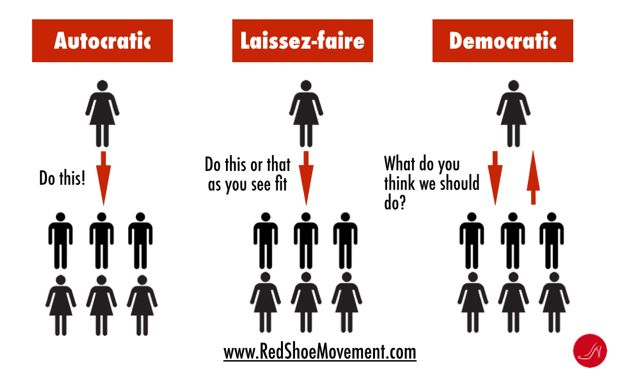 Autocratic
Laissez-faire
Democratic
Do this!
Do this or that
as you see fit
What do you
think we should
do?
www.RedShoeMovement.com